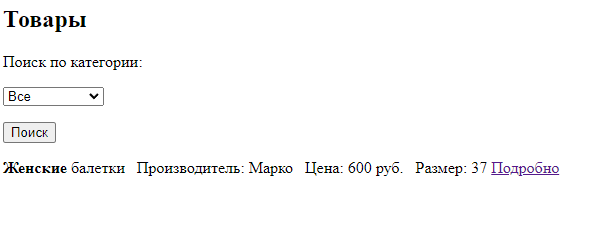 Товары
Поиск по категории:
Все
Поиск
Женские балетки Производитель: Марко Цена: 600 руб. Размер: 37 Подробно